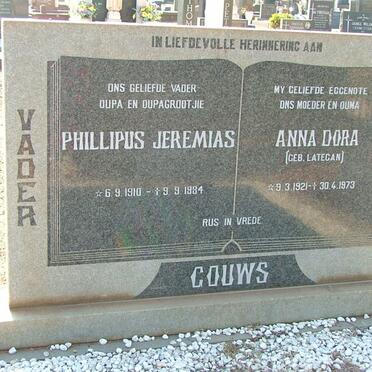 IN LIEFDEVOLLE HERINNERING AAN
VADER
ONS GELIEFDE VADER
OUPA EN OUPAGROOTJIE
PHILLIPUS JEREMIAS
*6.9.1910 - †9.9.1984
MY GELIEFDE EGGENOTE
ONS MOEDER EN OUMA
ANNA DORA
(GEB. LATEGAN)
*9.3.1921 - †30.4.1973
RUS IN VREDE
GOUWS